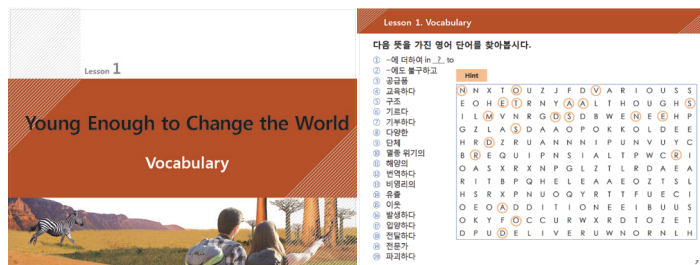 Lesson 1
Young Enough to Change the World
Vocabulary
Lesson 1. Vocabulary
다음 뜻을 가진 영어 단어를 찾아봅시다.
① ~에 더하여 in _?_ to
② ~에도 불구하고
③ 공급품
④ 교육하다
⑤ 구조
⑥ 기르다
⑦ 기부하다
⑧ 다양한
⑨ 단체
⑩ 멸종 위기의
⑪ 해양의
⑫ 번역하다
⑬ 비영리의
⑭ 유출
⑮ 이웃
⑯ 발생하다
⑰ 입양하다
⑱ 전달하다
⑲ 전문가
⑳ 파괴하다
Hint
N N X T O U Z J F D V A R I O U S S
E O H E T R N Y A A L T H O U G H S
I L M V N R G D S D B W E N E E H P
G Z L A S D A A O P O K K O L D E E
H R D Z R U A N N N I P U N V U Y C
B R E Q U I P N S I A L T P W C R I
O A S X R X N P G L Z T L R D A E A
R I T B P Q H E L E A A E O Z T S L
H S R X P N U O Q Y R T T F U E C I
O E O A D D I T I O N E E I B U U S
O K Y F O C C U R W X R D T O Z E T
D P U D E L I V E R U W N O R N L H